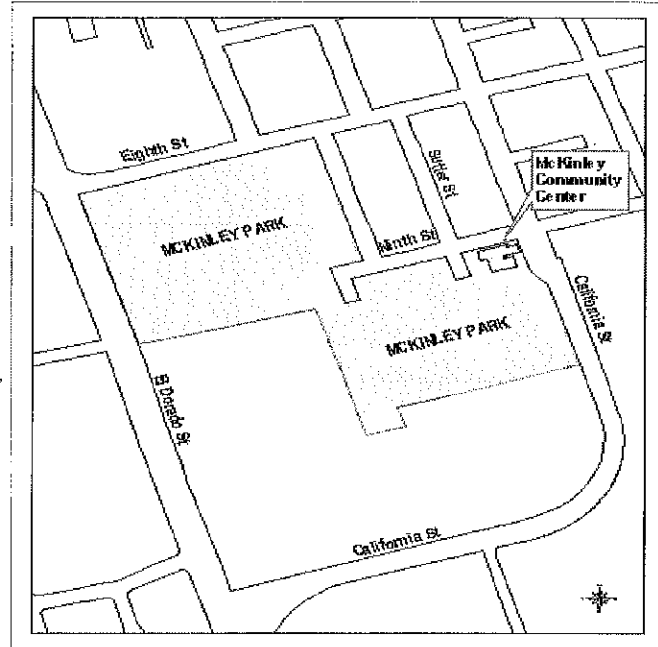 Eighth St
Sutter St
McKinley
Community
Center
MCKINLEY PARK
Ninth St
California St
MCKINLEY PARK
El Dorado St
California St